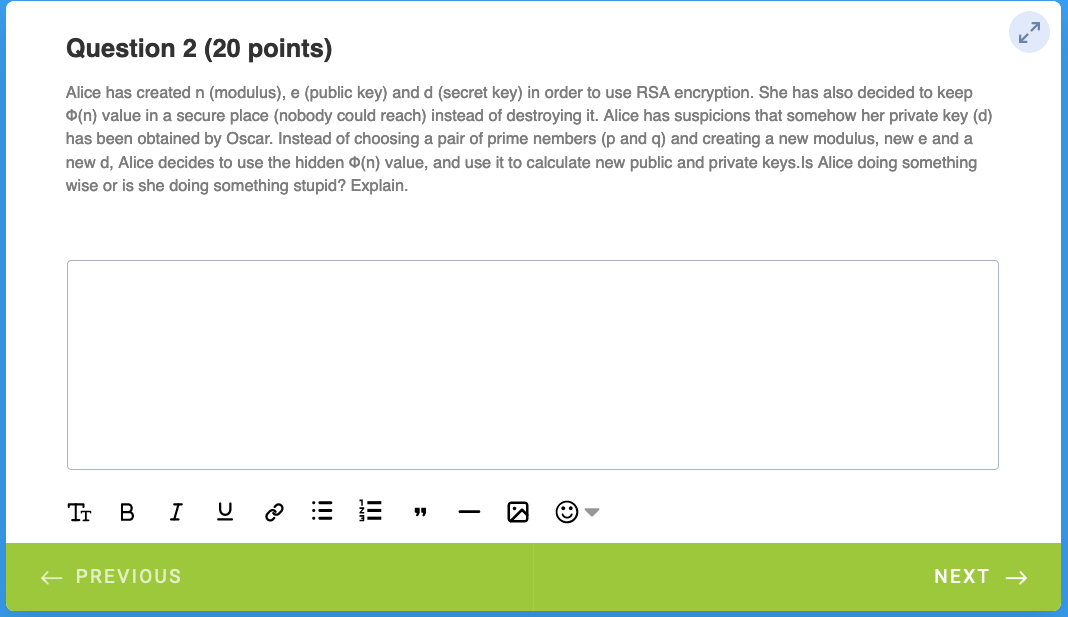 Question 2 (20 points)
Alice has created n (modulus), e (public key) and d (secret key) in order to use RSA encryption. She has also decided to keep
Φ(n) value in a secure place (nobody could reach) instead of destroying it. Alice has suspicions that somehow her private key (d)
has been obtained by Oscar. Instead of choosing a pair of prime nembers (p and q) and creating a new modulus, new e and a
new d, Alice decides to use the hidden Φ(n) value, and use it to calculate new public and private keys.Is Alice doing something
wise or is she doing something stupid? Explain.
PREVIOUS
NEXT